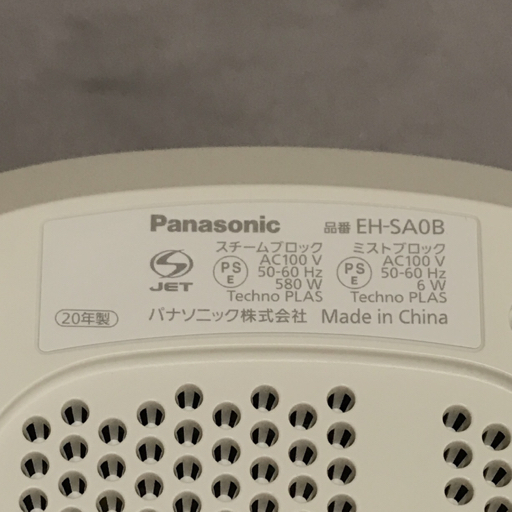 Panasonic 品番 EH-SA0B
スチームブロック ミストブロック
PS E AC100 V PS E AC100 V
50-60 Hz 50-60 Hz
JET 580 W 6 W
Techno PLAS Techno PLAS
20年製 パナソニック株式会社 Made in China